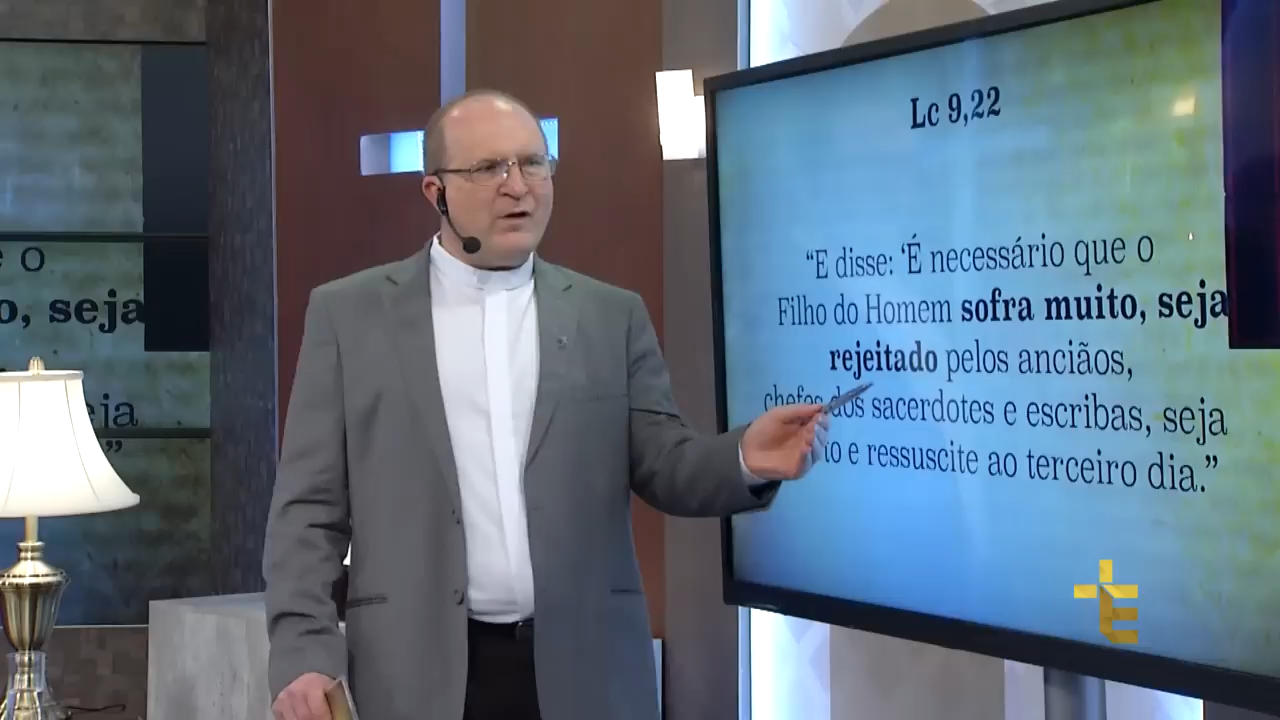 Lc 9,22
“E disse: ‘É necessário que o
Filho do Homem sofra muito, seja
rejeitado pelos anciãos,
chefes dos sacerdotes e escribas, seja
e ressuscite ao terceiro dia.”
o
o, seja
eja
”